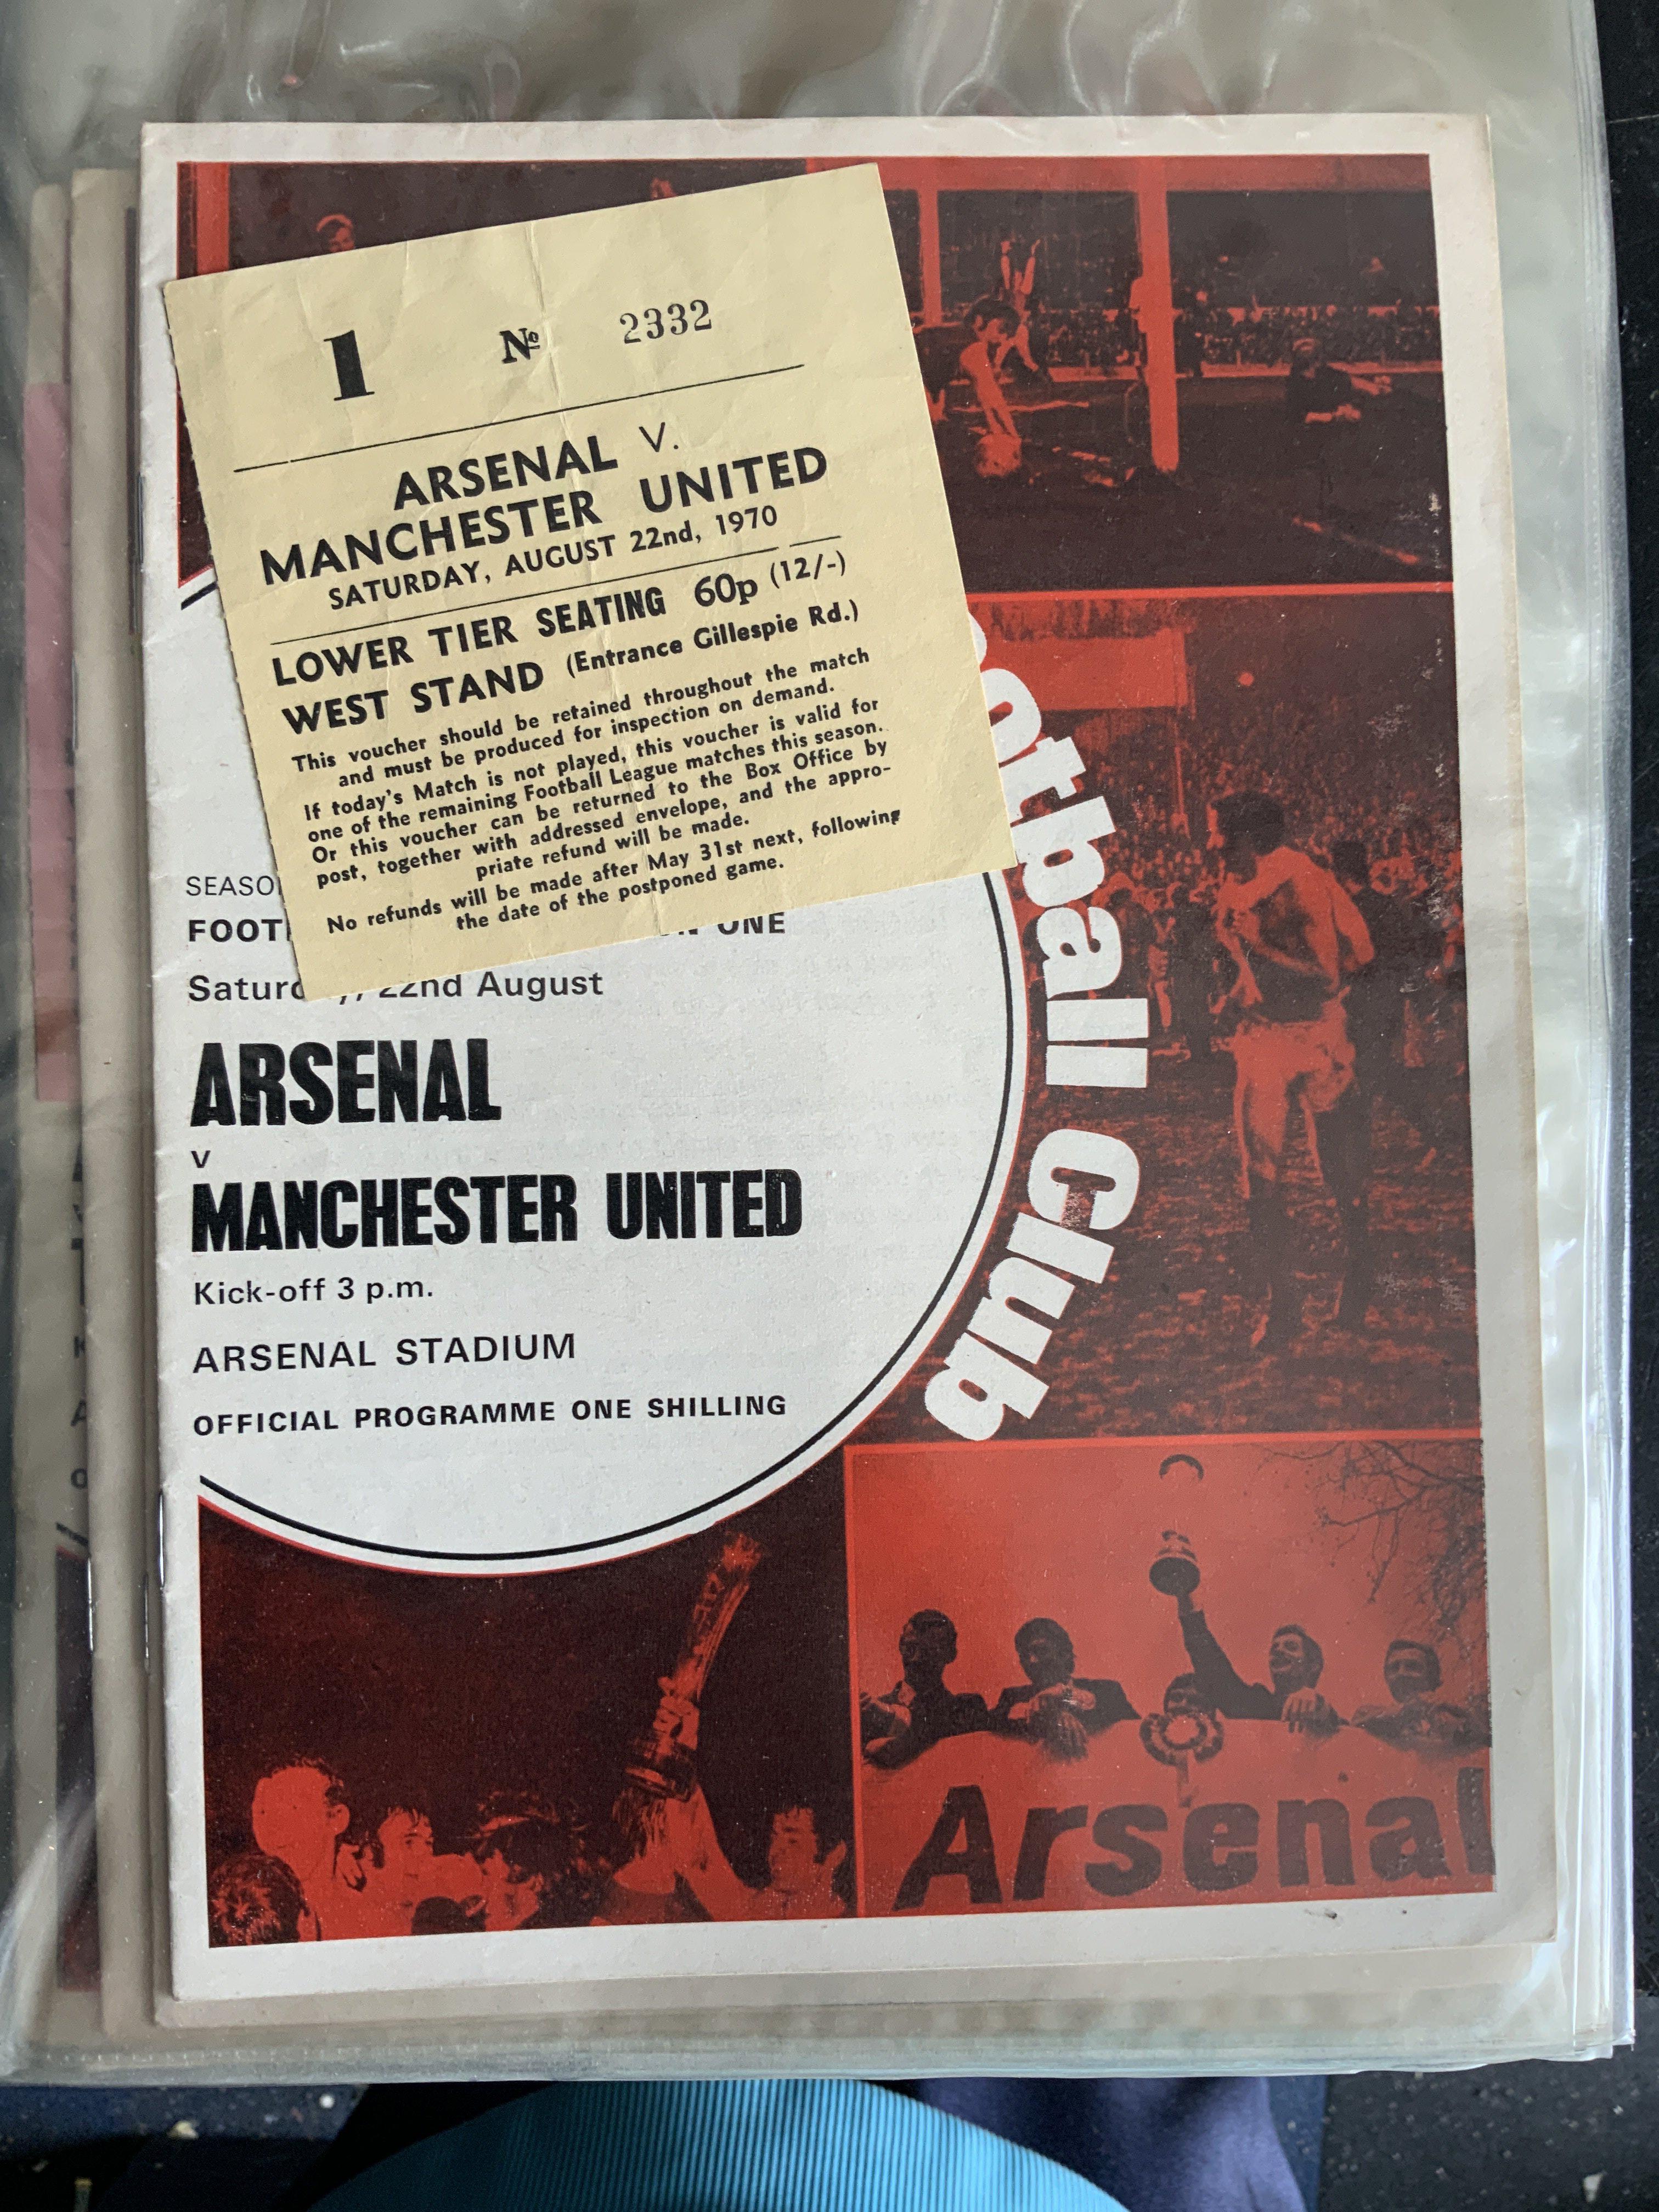 1 No 2332
ARSENAL V.
MANCHESTER UNITED
SATURDAY, AUGUST 22nd, 1970
LOWER TIER SEATING 60p (12/-)
WEST STAND (Entrance Gillespie Rd.)
This voucher should be retained throughout the match
and must be produced for inspection on demand.
If today's Match is not played, this voucher is valid for
one of the remaining Football League matches this season.
Or this voucher can be returned to the Box Office by
post, together with addressed envelope, and the appro-
priate refund will be made.
No refunds will be made after May 31st next, following
the date of the postponed game.
ONE
22nd August
ARSENAL
v
MANCHESTER UNITED
Kick-off 3 p.m.
ARSENAL STADIUM
OFFICIAL PROGRAMME ONE SHILLING
otball Club
Arsenal